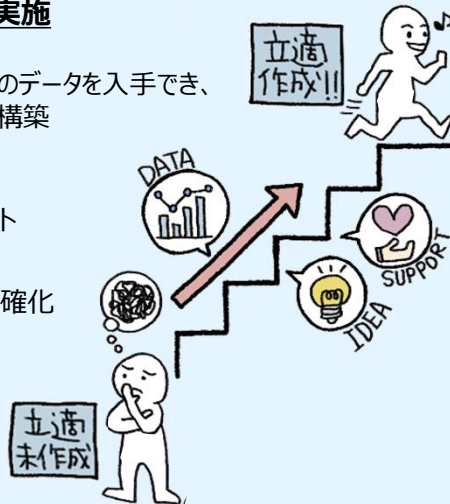 実施
のデータを入手でき、
構築
ト
確化
立適
作成!!
DATA
SUPPORT
IDEA
立適
未作成